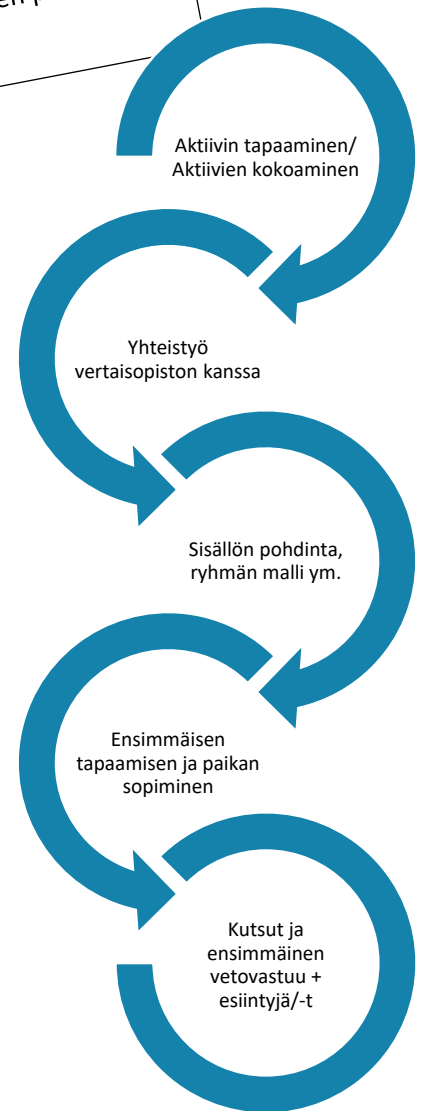 Aktiivin tapaaminen/
Aktiivien kokoaminen
Yhteistyö
vertaisopiston kanssa
Sisällön pohdinta,
ryhmän malli ym.
Ensimmäisen
tapaamisen ja paikan
sopiminen
Kutsut ja
ensimmäinen
vetovastuu +
esiintyjä/-t